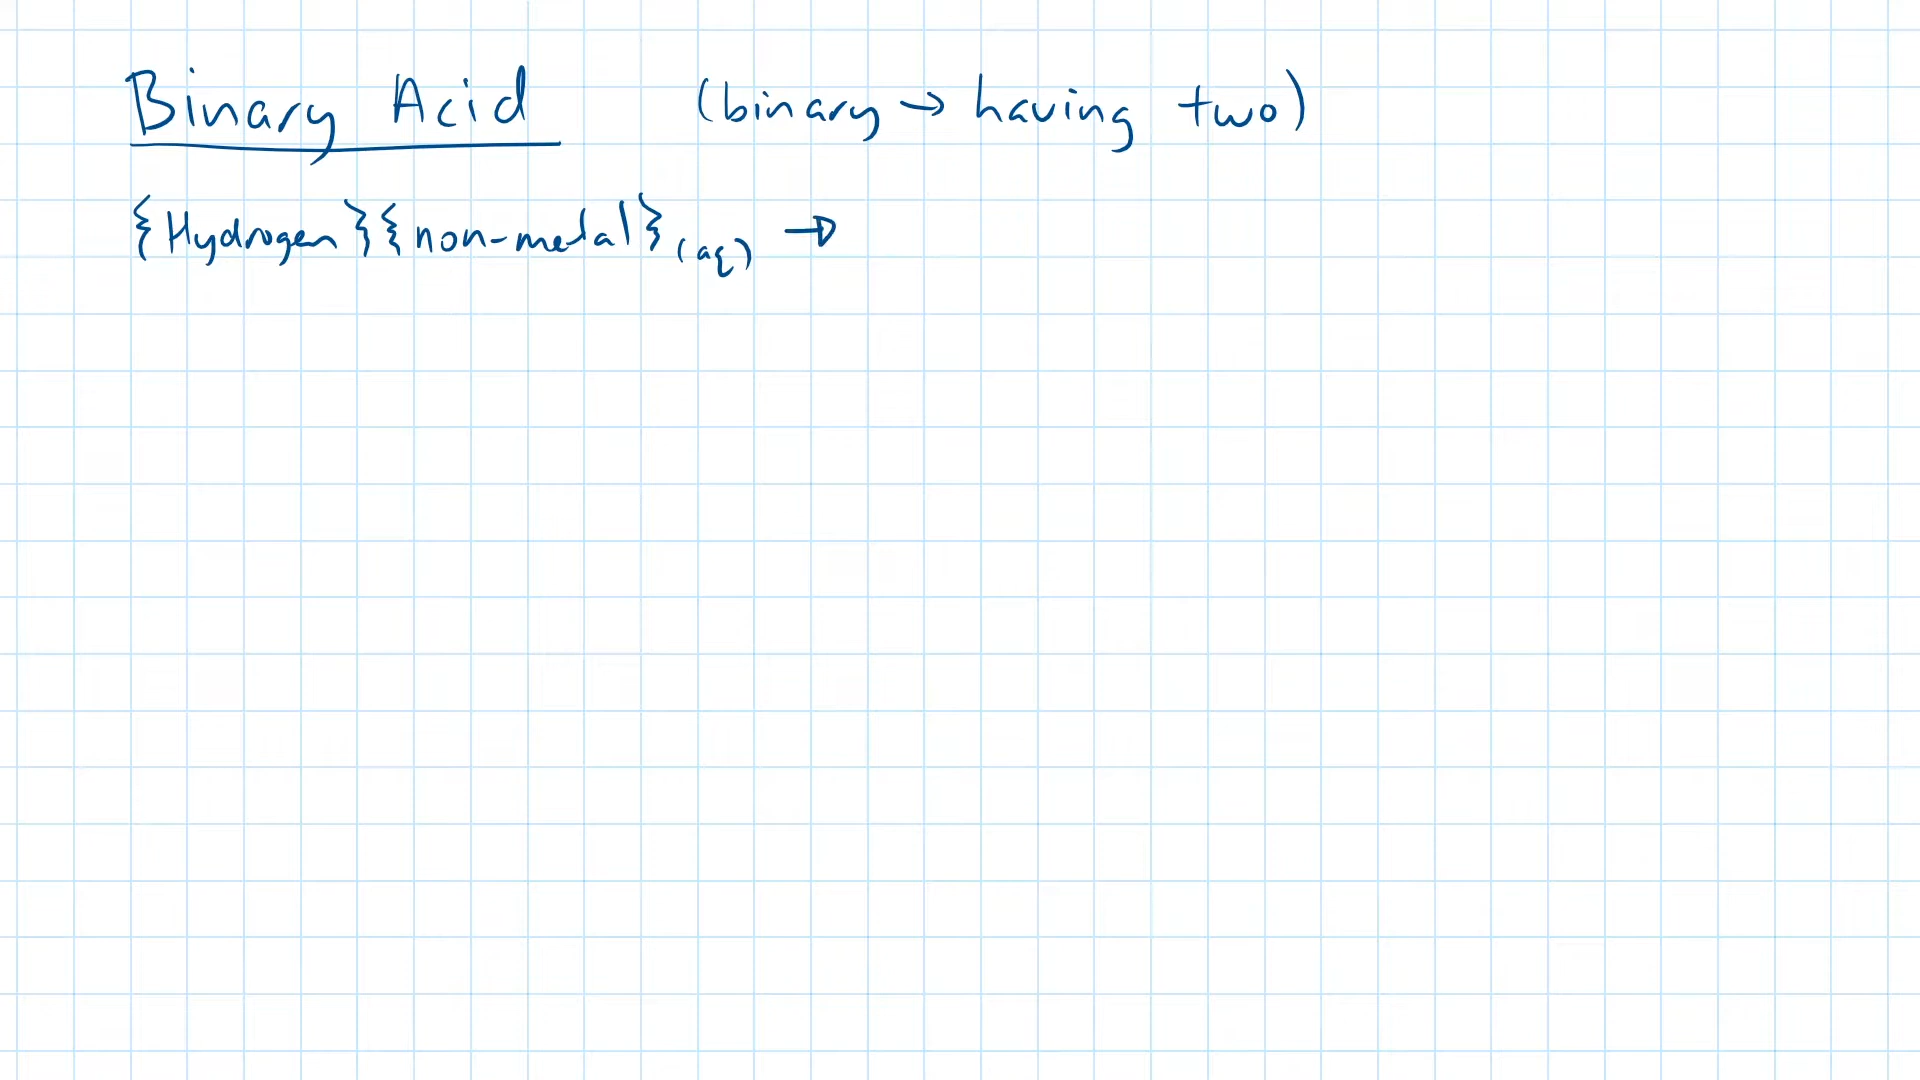 Binary Acid (binary → having two)
{Hydrogen}{non-metal}(aq) →